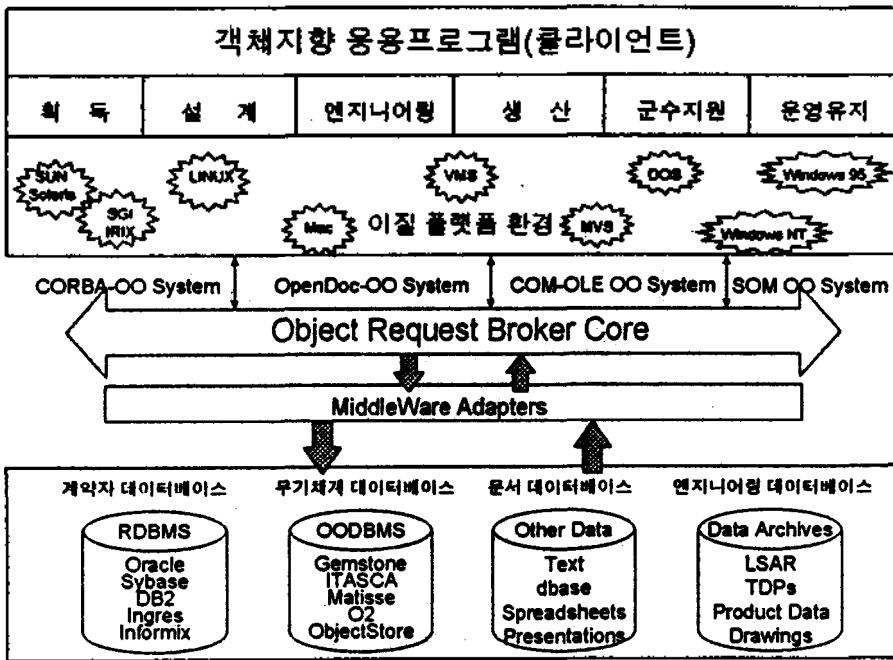 객체지향 응용프로그램(클라이언트)
획 득 설 계 엔지니어링 생 산 군수지원 운영유지
SUN Solaris
SGI IRIX
LINUX
Mac
VMS
이질 플랫폼 환경
DOS
MVS
Windows 95
Windows NT
CORBA-OO System OpenDoc-OO System COM-OLE OO System SOM OO System
Object Request Broker Core
MiddleWare Adapters
계약자 데이터베이스 무기체계 데이터베이스 문서 데이터베이스 엔지니어링 데이터베이스
RDBMS
Oracle
Sybase
DB2
Ingres
Informix
OODBMS
Gemstone
ITASCA
Matisse
O2
ObjectStore
Other Data
Text
dbase
Spreadsheets
Presentations
Data Archives
LSAR
TDPs
Product Data
Drawings